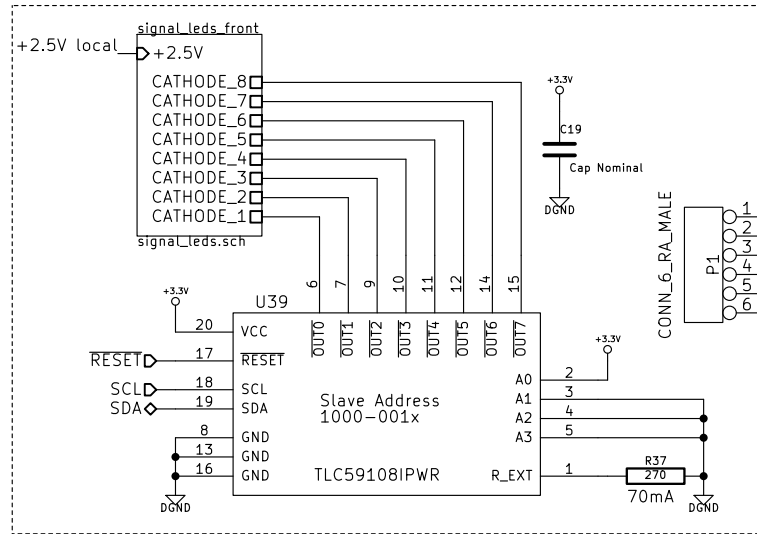 signal_leds_front
+2.5V local
+2.5V
CATHODE_8
CATHODE_7
CATHODE_6
CATHODE_5
CATHODE_4
CATHODE_3
CATHODE_2
CATHODE_1
signal_leds.sch
+3.3V
C19
Cap Nominal
DGND
CONN_6_RA_MALE
P1
1
2
3
4
5
6
6
7
9
10
11
12
14
15
+3.3V
U39
OUT0
OUT1
OUT2
OUT3
OUT4
OUT5
OUT6
OUT7
20 VCC
RESET 17 RESET
SCL 18 SCL
SDA 19 SDA
8 GND
13 GND
16 GND
DGND
Slave Address
1000-001x
TLC59108IPWR
+3.3V
A0 2
A1 3
A2 4
A3 5
R_EXT 1
R37
270
70mA
DGND